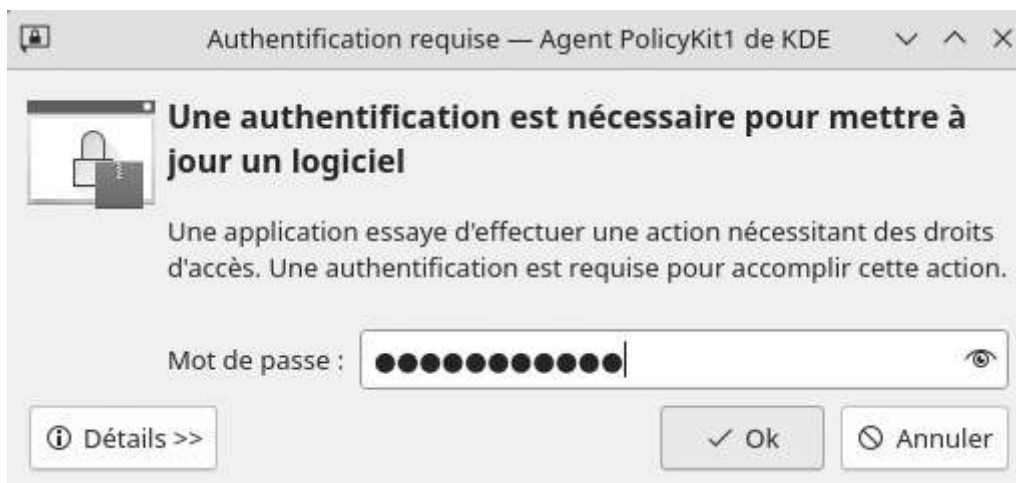 Authentification requise — Agent PolicyKit1 de KDE
Une authentification est nécessaire pour mettre à
jour un logiciel
Une application essaye d'effectuer une action nécessitant des droits
d'accès. Une authentification est requise pour accomplir cette action.
Mot de passe : ●●●●●●●●●●●
Détails >>
Ok
Annuler